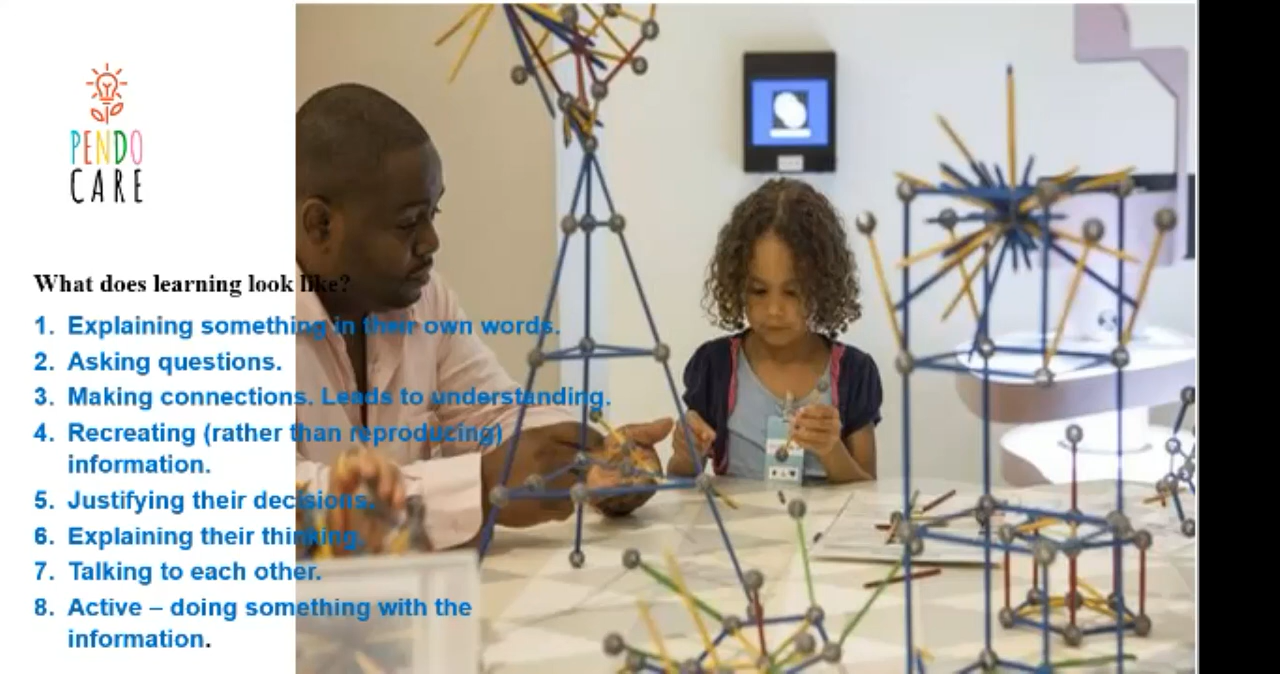 PENDO
CARE
What does learning look like?
1. Explaining something in their own words.
2. Asking questions.
3. Making connections. Leads to understanding.
4. Recreating (rather than reproducing)
information.
5. Justifying their decisions.
6. Explaining their thinking.
7. Talking to each other.
8. Active – doing something with the
information.